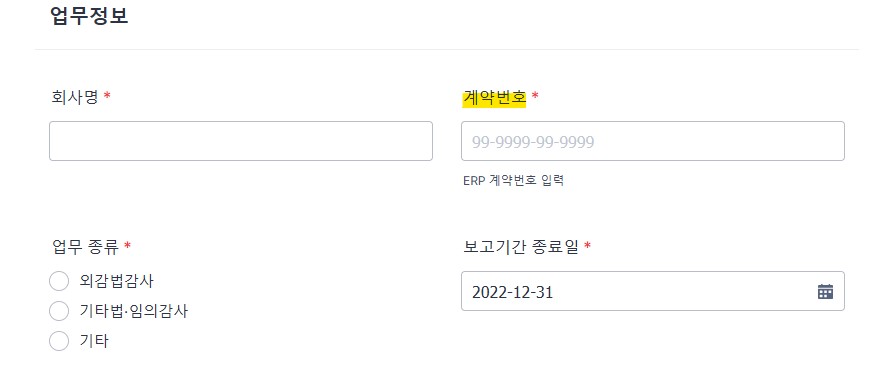 업무정보
회사명 *
계약번호 *
99-9999-99-9999
ERP 계약번호 입력
업무 종류 *
외감법감사
기타법·임의감사
기타
보고기간 종료일 *
2022-12-31